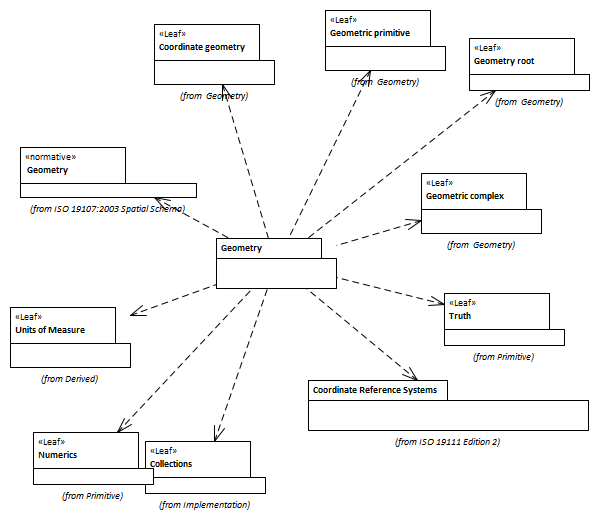 «Leaf»
Geometric primitive
(from Geometry)
«Leaf»
Coordinate geometry
(from Geometry)
«Leaf»
Geometry root
(from Geometry)
«normative»
Geometry
(from ISO 19107:2003 Spatial Schema)
«Leaf»
Geometric complex
(from Geometry)
Geometry
«Leaf»
Units of Measure
(from Derived)
«Leaf»
Truth
(from Primitive)
Coordinate Reference Systems
(from ISO 19111 Edition 2)
«Leaf»
Numerics
(from Primitive)
«Leaf»
Collections
(from Implementation)